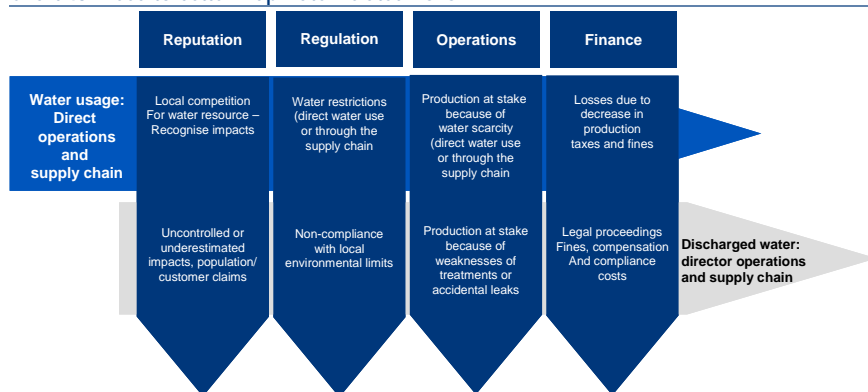 Reputation
Regulation
Operations
Finance
Water usage:
Direct
operations
and
supply chain
Local competition
For water resource –
Recognise impacts
Water restrictions
(direct water use
or through the
supply chain
Production at stake
because of
water scarcity
(direct water use
or through the
supply chain
Losses due to
decrease in
production
taxes and fines
Uncontrolled or
underestimated
impacts, population/
customer claims
Non-compliance
with local
environmental limits
Production at stake
because of
weaknesses of
treatments or
accidental leaks
Legal proceedings
Fines, compensation
And compliance
costs
Discharged water:
director operations
and supply chain